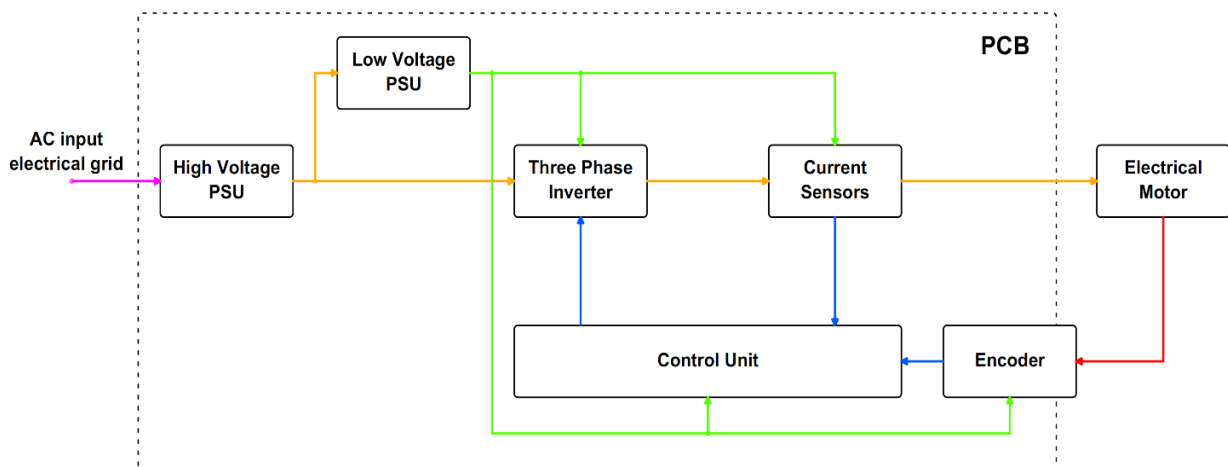 PCB
Low Voltage
PSU
AC input
electrical grid
High Voltage
PSU
Three Phase
Inverter
Current
Sensors
Electrical
Motor
Control Unit
Encoder